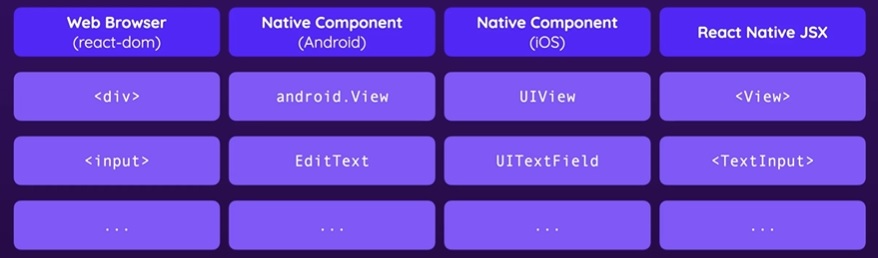 Web Browser
(react-dom)
Native Component
(Android)
Native Component
(iOS)
React Native JSX
<div>
android.View
UIView
<View>
<input>
EditText
UITextField
<TextInput>
...
...
...
...